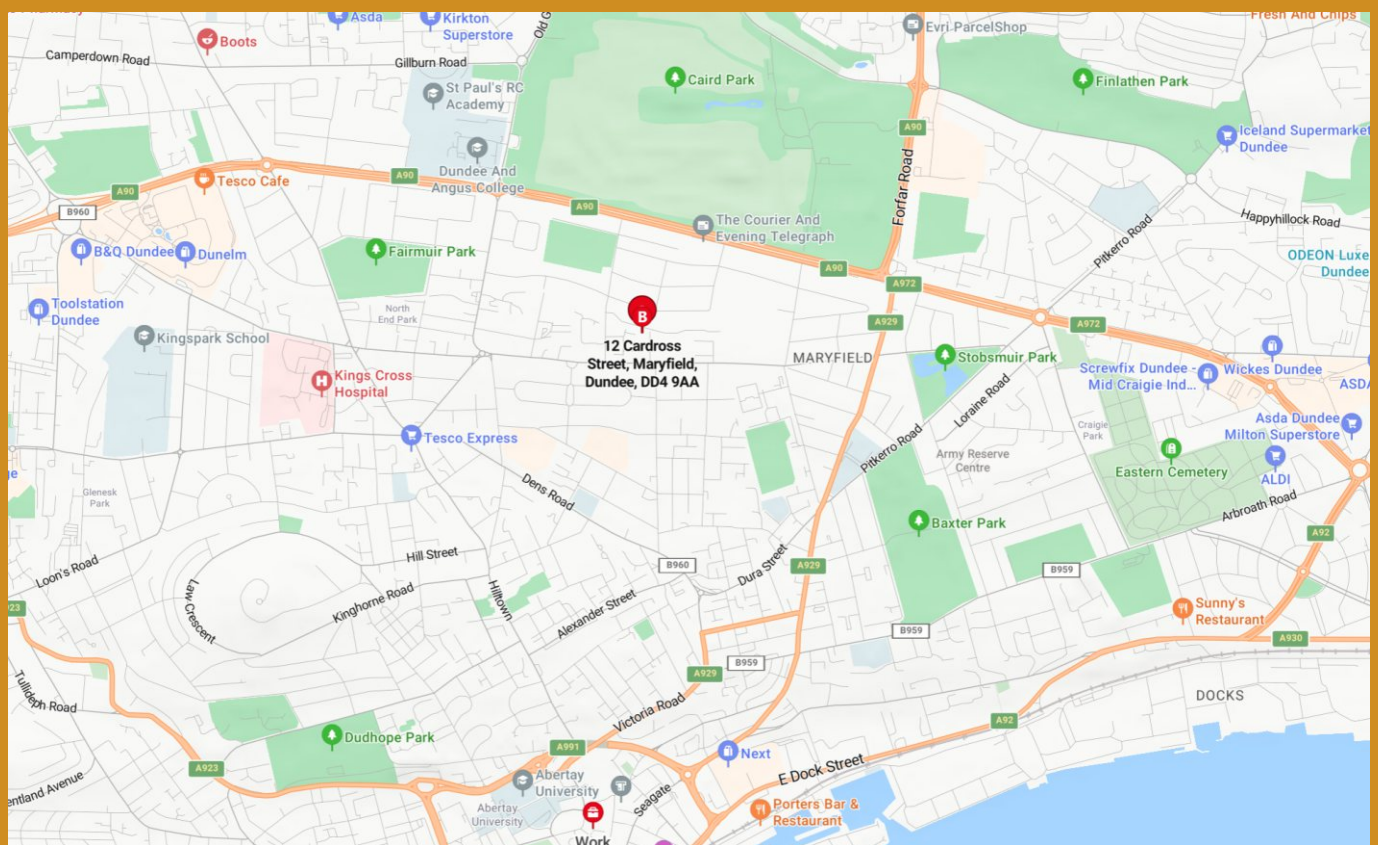 Asda
Kirkton
Superstore
Old G
Evri ParcelShop
Fresh And Chips
Boots
Camperdown Road
Gillburn Road
St Paul's RC
Academy
Caird Park
Finlathen Park
A90
Iceland Supermarket
Dundee
Dundee And
Angus College
Tesco Cafe
A90
A90
B960
A90
Forfar Road
The Courier And
Evening Telegraph
Happyhillock Road
Pitkerro Road
B&Q Dundee
Dunelm
Fairmuir Park
ODEON Luxe
Dundee
A90
A972
Toolstation
Dundee
North
End Park
B
A929
A972
Kingspark School
12 Cardross
Street, Maryfield,
Dundee, DD4 9AA
MARYFIELD
Stobsmuir Park
Screwfix Dundee -
Mid Craigie Ind...
Wickes Dundee
ASDA
H
Kings Cross
Hospital
Loraine Road
Tesco Express
Pitkerro Road
Craigie
Park
Asda Dundee
Milton Superstore
Army Reserve
Centre
Eastern Cemetery
ALDI
ge
Glenesk
Park
Dens Road
Arbroath Road
Baxter Park
A92
Loon's Road
Hill Street
B960
Dura Street
A929
B959
Law Crescent
Kinghorne Road
Hilltown
Alexander Street
923
Sunny's
Restaurant
B959
A930
B959
A929
Tullideph Road
DOCKS
Victoria Road
A92
Dudhope Park
A991
Next
A923
E Dock Street
entland Avenue
Abertay
University
Seagate
Abertay
University
Porters Bar &
Restaurant
Work